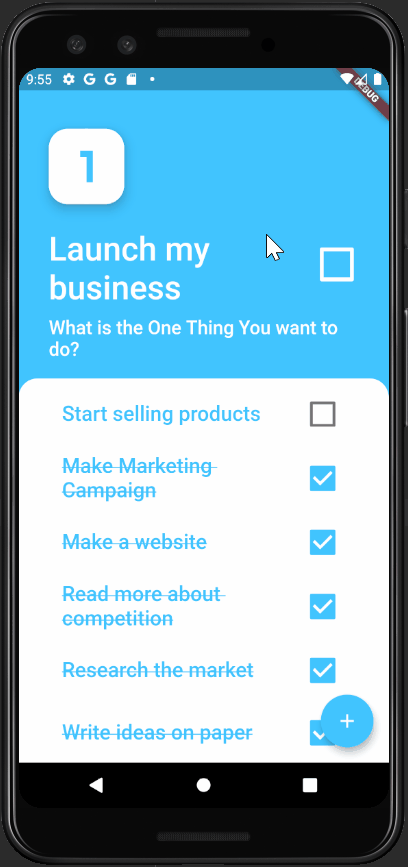 9:55
G G
DEBUG
1
Launch my
business
What is the One Thing You want to
do?
Start selling products
Make Marketing
Campaign
Make a website
Read more about
competition
Research the market
Write ideas on paper
+